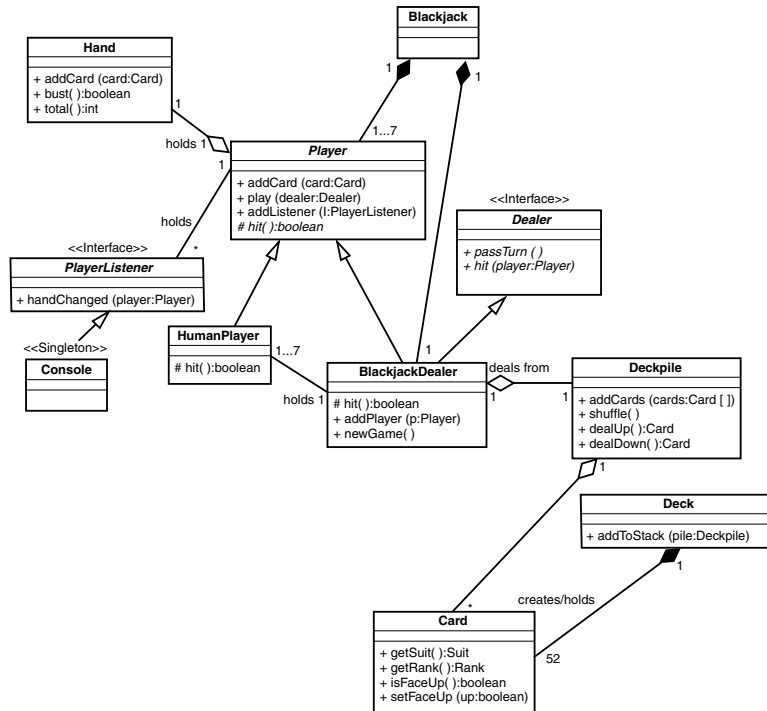 Blackjack
1
1
Hand
+ addCard (card:Card)
+ bust( ):boolean
+ total( ):int
1
holds 1
1...7
Player
+ addCard (card:Card)
+ play (dealer:Dealer)
+ addListener (l:PlayerListener)
# hit( ):boolean
1
holds
*
<<Interface>>
Dealer
+ passTurn ( )
+ hit (player:Player)
<<Interface>>
PlayerListener
+ handChanged (player:Player)
<<Singleton>>
Console
HumanPlayer
# hit( ):boolean
1...7
holds 1
1
BlackjackDealer
# hit( ):boolean
+ addPlayer (p:Player)
+ newGame( )
deals from
1
1
Deckpile
+ addCards (cards:Card [ ])
+ shuffle( )
+ dealUp( ):Card
+ dealDown( ):Card
1
Deck
+ addToStack (pile:Deckpile)
1
creates/holds
*
52
Card
+ getSuit( ):Suit
+ getRank( ):Rank
+ isFaceUp( ):boolean
+ setFaceUp (up:boolean)